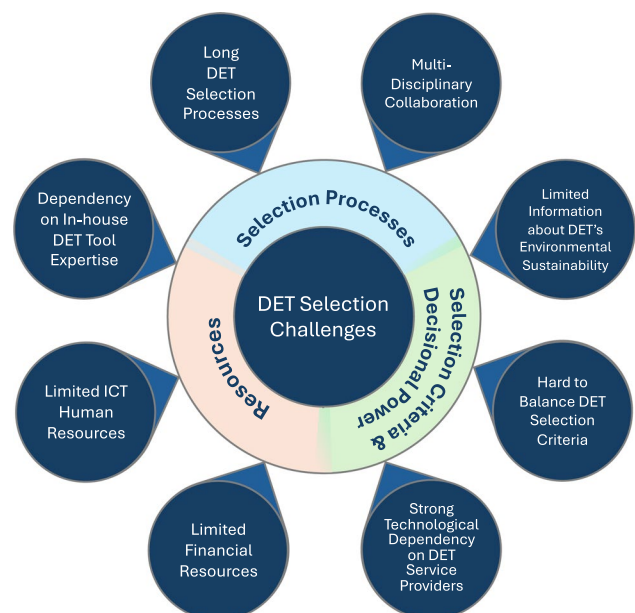 Long
DET
Selection
Processes
Multi-
Disciplinary
Collaboration
Dependency
on In-house
DET Tool
Expertise
Limited
Information
about DET's
Environmental
Sustainability
Selection Processes
DET Selection
Challenges
Selection Criteria &
Decisional Power
Resources
Limited ICT
Human
Resources
Hard to
Balance DET
Selection
Criteria
Limited
Financial
Resources
Strong
Technological
Dependency
on DET
Service
Providers